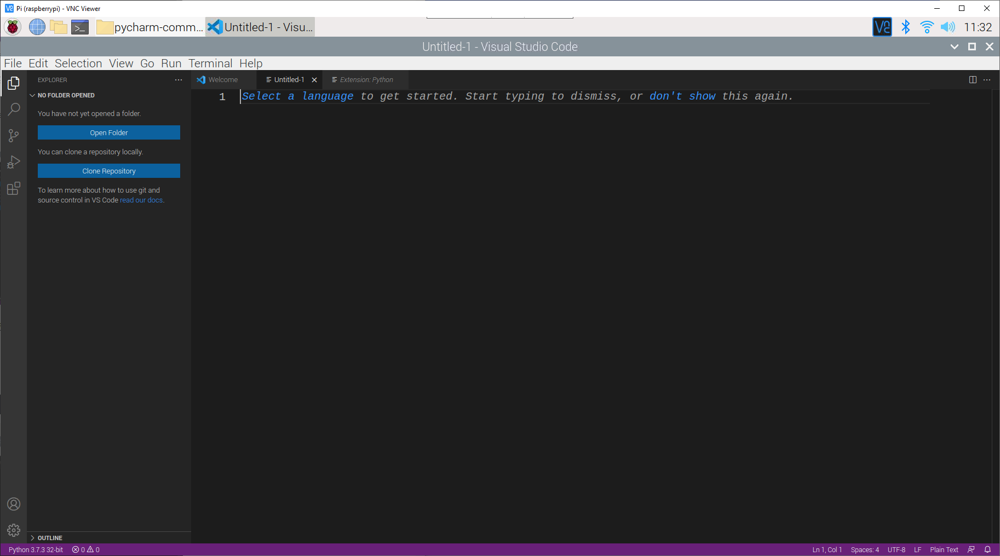 Pi (raspberrypi) - VNC Viewer
pycharm-comm... Untitled-1 - Visu... 11:32
Untitled-1 - Visual Studio Code
File Edit Selection View Go Run Terminal Help
EXPLORER
Welcome Untitled-1 Extension: Python
NO FOLDER OPENED
1 Select a language to get started. Start typing to dismiss, or don't show this again.
You have not yet opened a folder.
Open Folder
You can clone a repository locally.
Clone Repository
To learn more about how to use git and
source control in VS Code read our docs.
OUTLINE
Python 3.7.3 32-bit 0 0 Ln 1, Col 1 Spaces: 4 UTF-8 LF Plain Text